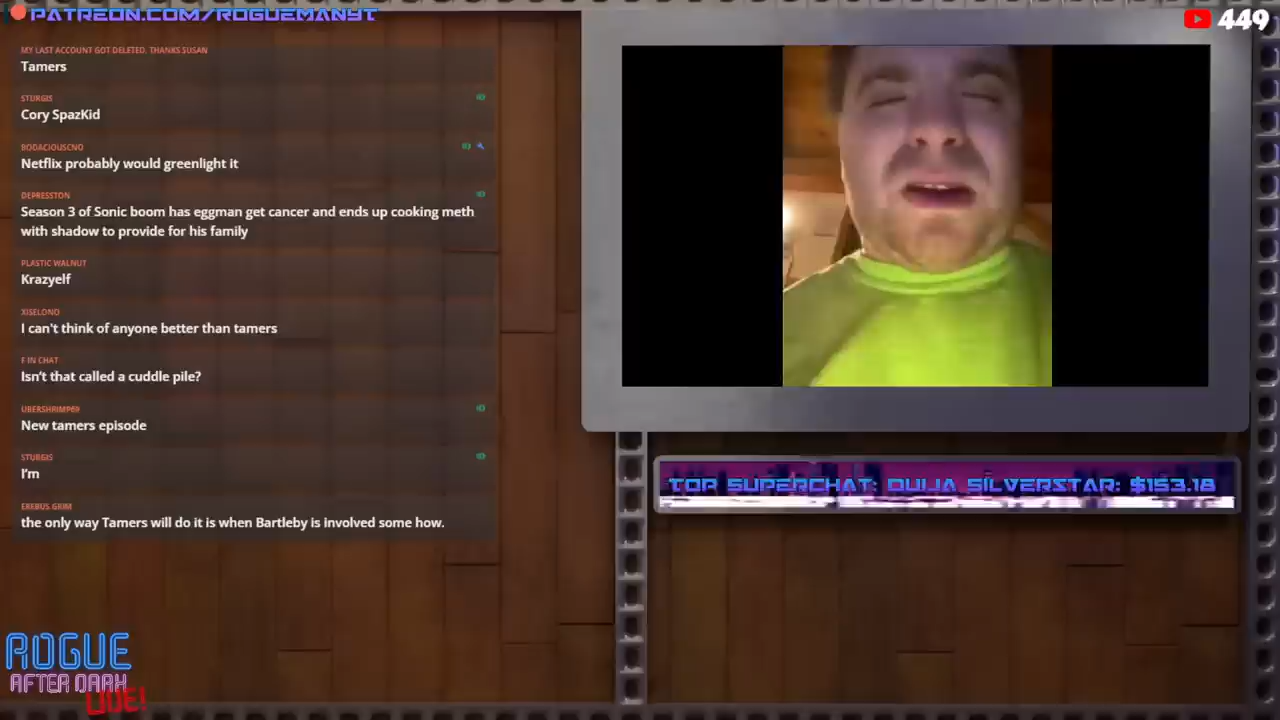 PATREON.COM/ROGUEMANYT
449
MY LAST ACCOUNT GOT DELETED. THANKS SUSAN
Tamers
STURGIS
Cory SpazKid
BODACIOUSCNO
Netflix probably would greenlight it
DEPRESSTON
Season 3 of Sonic boom has eggman get cancer and ends up cooking meth
with shadow to provide for his family
PLASTIC WALNUT
Krazyelf
XISELONO
I can't think of anyone better than tamers
F IN CHAT
Isn't that called a cuddle pile?
UBERSHRIMP69
New tamers episode
STURGIS
I'm
EREBUS GRIM
the only way Tamers will do it is when Bartleby is involved some how.
TOP SUPERCHAT: OUIJA SILVERSTAR: $153.18
ROGUE
AFTER DARK
LIVE!